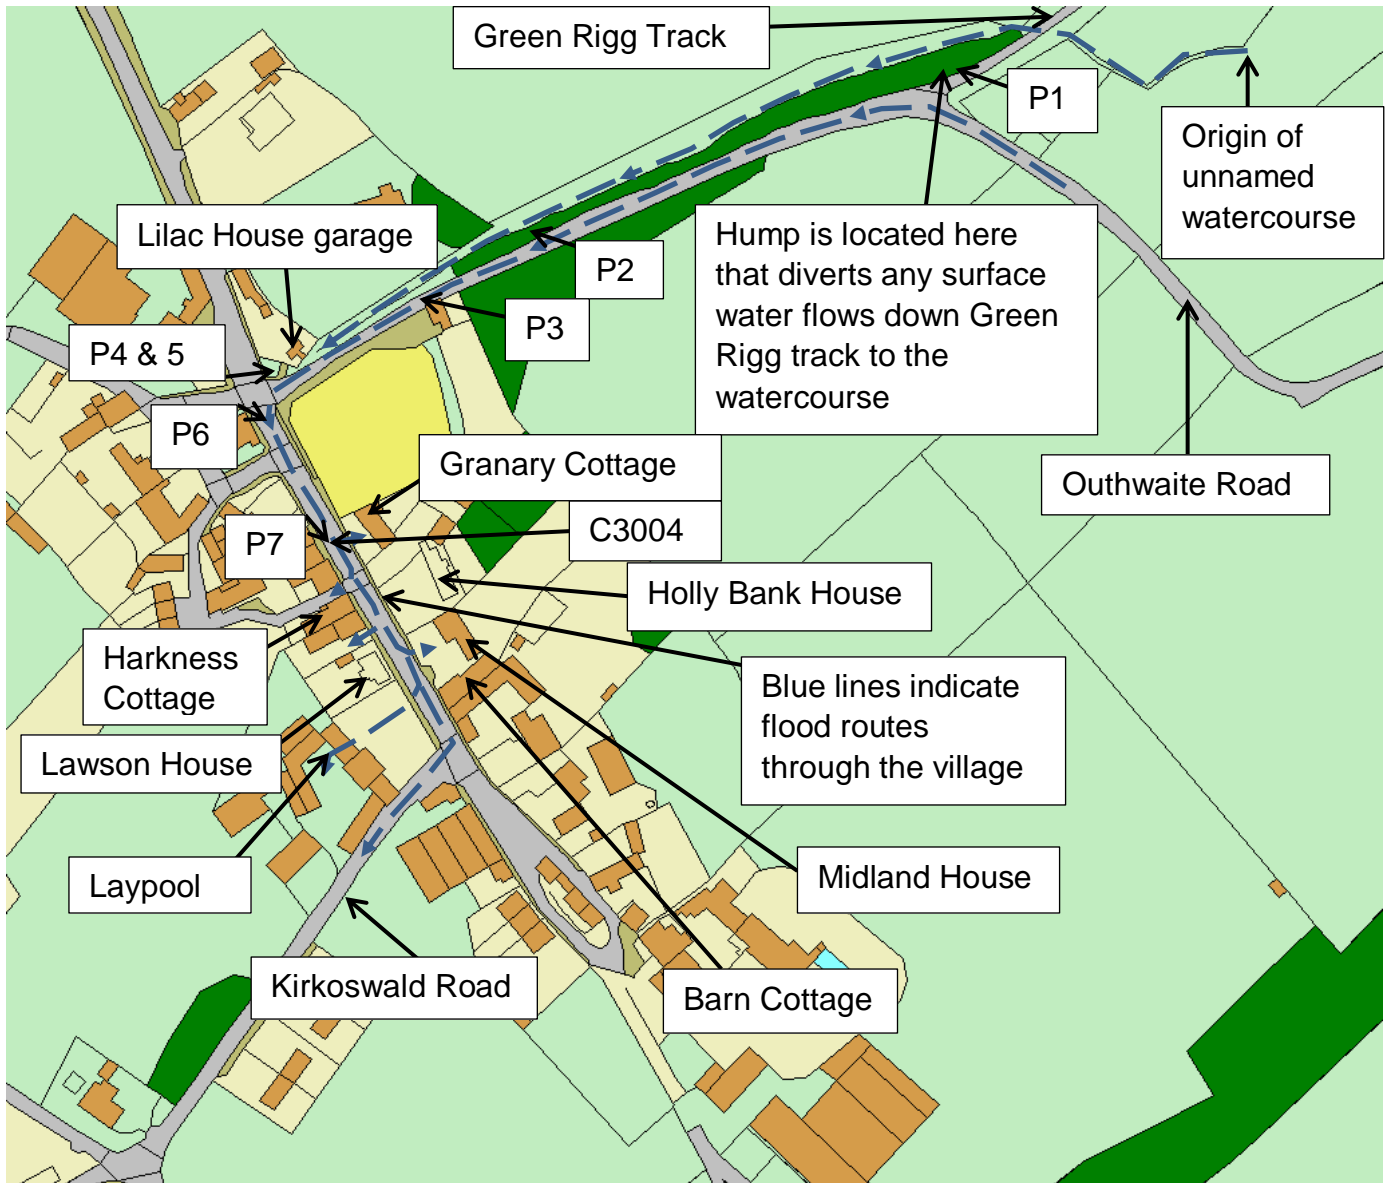 Green Rigg Track
P1
Origin of
unnamed
watercourse
Lilac House garage
Hump is located here
that diverts any surface
water flows down Green
Rigg track to the
watercourse
P2
P3
P4 & 5
P6
Granary Cottage
Outhwaite Road
P7
C3004
Holly Bank House
Harkness
Cottage
Blue lines indicate
flood routes
through the village
Lawson House
Laypool
Midland House
Kirkoswald Road
Barn Cottage